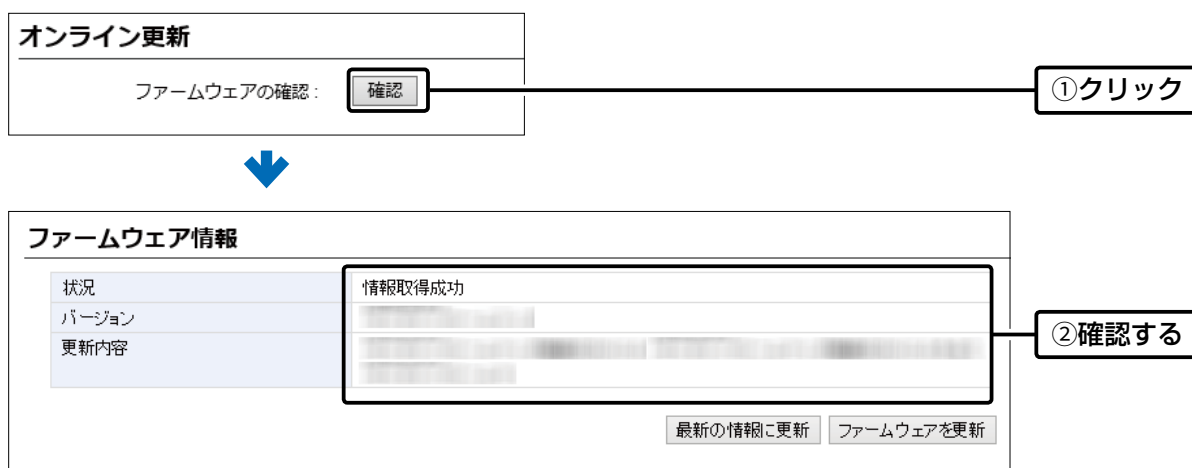 オンライン更新
ファームウェアの確認: 確認
①クリック
ファームウェア情報
状況 情報取得成功
バージョン
更新内容
②確認する
最新の情報に更新 ファームウェアを更新